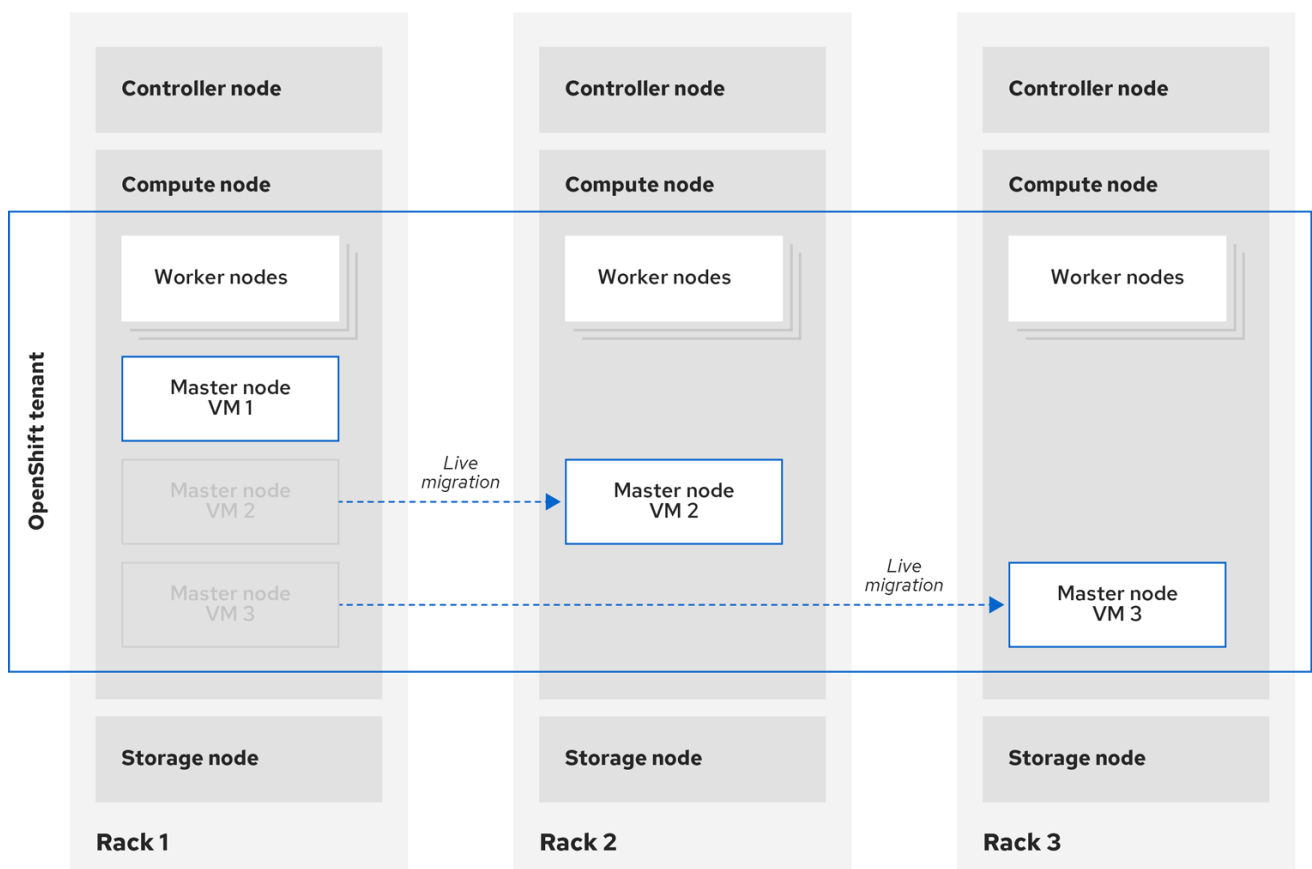 Controller node
Controller node
Controller node
Compute node
Compute node
Compute node
OpenShift tenant
Worker nodes
Worker nodes
Worker nodes
Master node
VM 1
Master node
VM 2
Live
migration
Master node
VM 2
Master node
VM 3
Live
migration
Master node
VM 3
Storage node
Storage node
Storage node
Rack 1
Rack 2
Rack 3